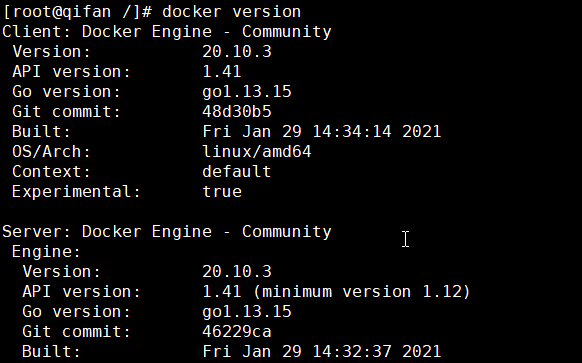 [root@qifan /]# docker version
Client: Docker Engine - Community
 Version:           20.10.3
 API version:       1.41
 Go version:        go1.13.15
 Git commit:        48d30b5
 Built:             Fri Jan 29 14:34:14 2021
 OS/Arch:           linux/amd64
 Context:           default
 Experimental:      true

Server: Docker Engine - Community
 Engine:
  Version:          20.10.3
  API version:      1.41 (minimum version 1.12)
  Go version:       go1.13.15
  Git commit:       46229ca
  Built:            Fri Jan 29 14:32:37 2021